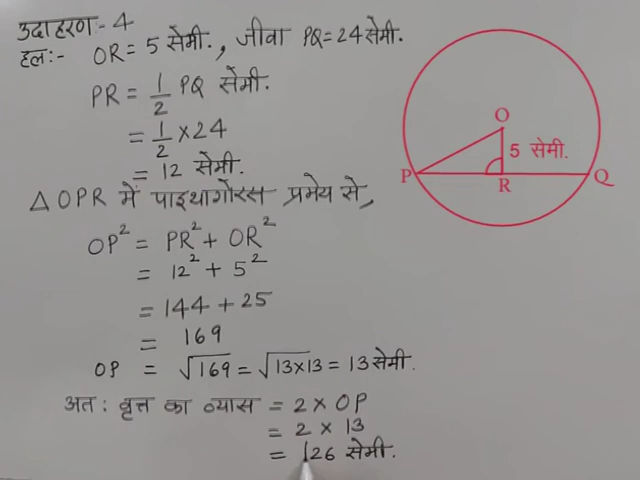 उदाहरण:- 4
हल:- OR = 5 सेमी., जीवा PQ = 24 सेमी.
PR = 1/2 PQ सेमी.
= 1/2 × 24
= 12 सेमी.
△ OPR में पाइथागोरस प्रमेय से,
OP² = PR² + OR²
= 12² + 5²
= 144 + 25
= 169
OP = √169 = √13×13 = 13 सेमी.
अत: वृत्त का व्यास = 2 × OP
= 2 × 13
= 126 सेमी.
O
5 सेमी.
P
R
Q